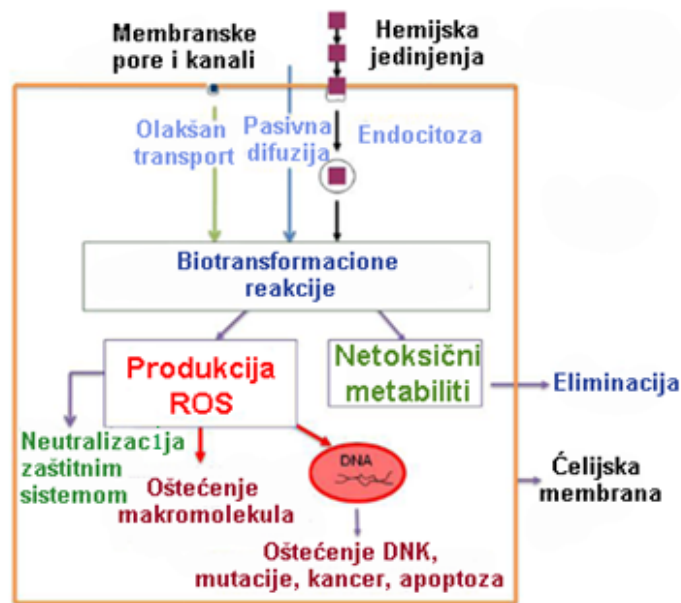 Membranske
pore i kanali
Hemijska
jedinjenja
Olakšan
transport
Pasivna
difuzija
Endocitoza
Biotransformacione
reakcije
Produkcija
ROS
Netoksični
metabiliti
Eliminacija
Neutralizac1ja
zaštitnim
sistemom
Oštećenje
makromolekula
DNA
Ćelijska
membrana
Oštećenje DNK,
mutacije, kancer, apoptoza